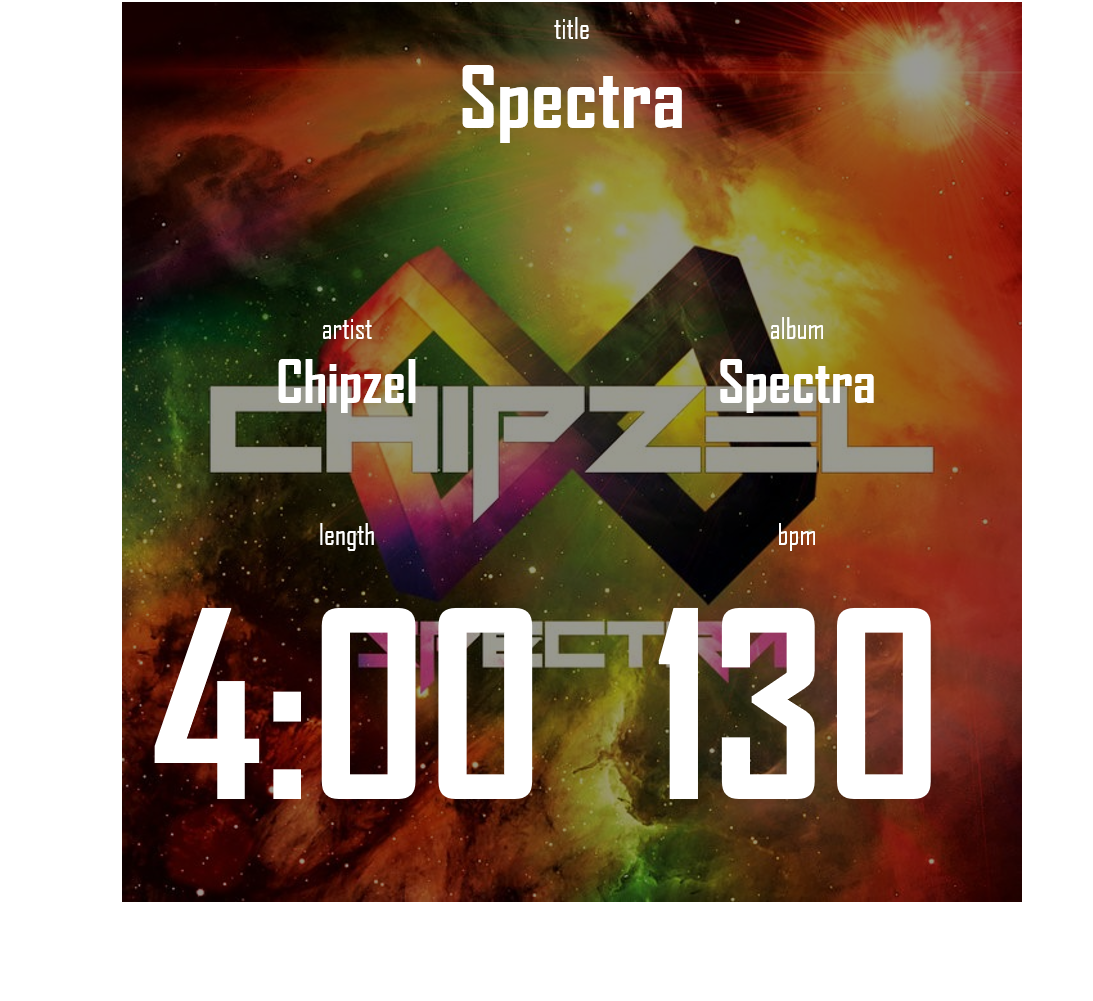 title
Spectra
artist
album
Chipzel
Spectra
CHIPZEL
length
bpm
4:00
130
SPECTRA